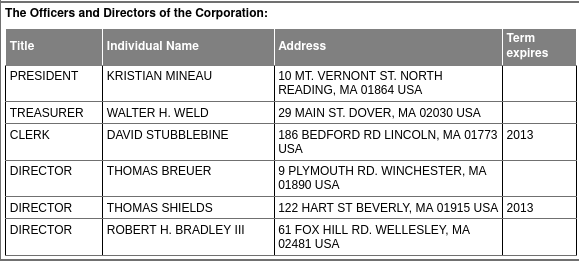 The Officers and Directors of the Corporation:
Title Individual Name Address Term
expires
PRESIDENT KRISTIAN MINEAU 10 MT. VERNONT ST. NORTH
READING, MA 01864 USA
TREASURER WALTER H. WELD 29 MAIN ST. DOVER, MA 02030 USA
CLERK DAVID STUBBLEBINE 186 BEDFORD RD LINCOLN, MA 01773 2013
USA
DIRECTOR THOMAS BREUER 9 PLYMOUTH RD. WINCHESTER, MA
01890 USA
DIRECTOR THOMAS SHIELDS 122 HART ST BEVERLY, MA 01915 USA 2013
DIRECTOR ROBERT H. BRADLEY III 61 FOX HILL RD. WELLESLEY, MA
02481 USA